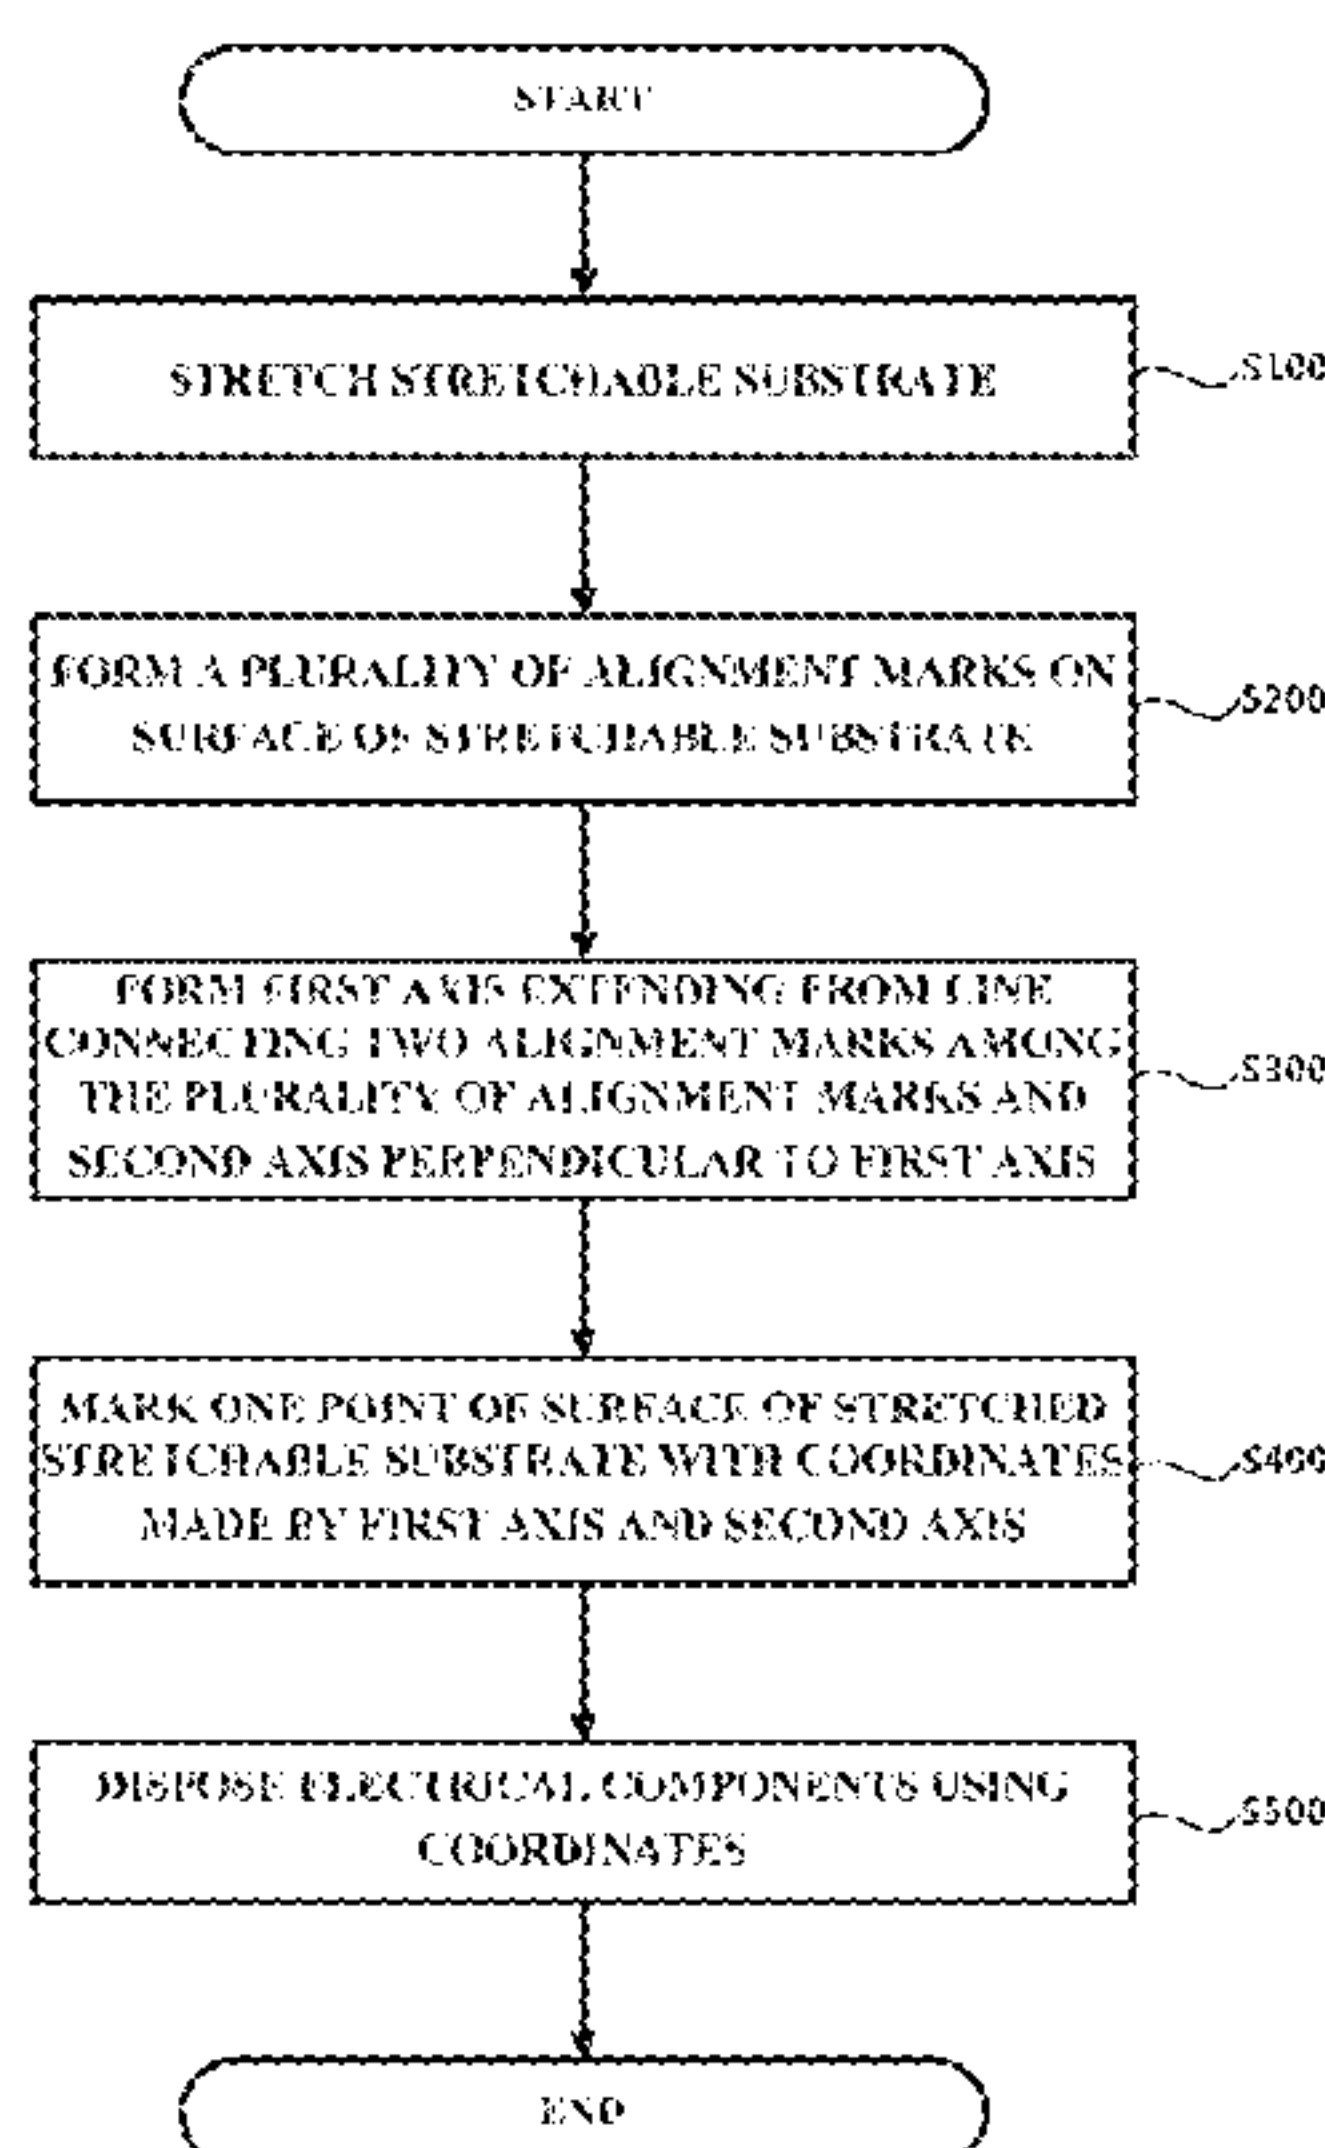 START
STRETCH STRETCHABLE SUBSTRATE
S100
FORM A PLURALITY OF ALIGNMENT MARKS ON
SURFACE OF STRETCHABLE SUBSTRATE
S200
FORM FIRST AXIS EXTENDING FROM LINE
CONNECTING TWO ALIGNMENT MARKS AMONG
THE PLURALITY OF ALIGNMENT MARKS AND
SECOND AXIS PERPENDICULAR TO FIRST AXIS
S300
MARK ONE POINT OF SURFACE OF STRETCHED
STRETCHABLE SUBSTRATE WITH COORDINATES
MADE BY FIRST AXIS AND SECOND AXIS
S400
DISPOSE ELECTRICAL COMPONENTS USING
COORDINATES
S500
END